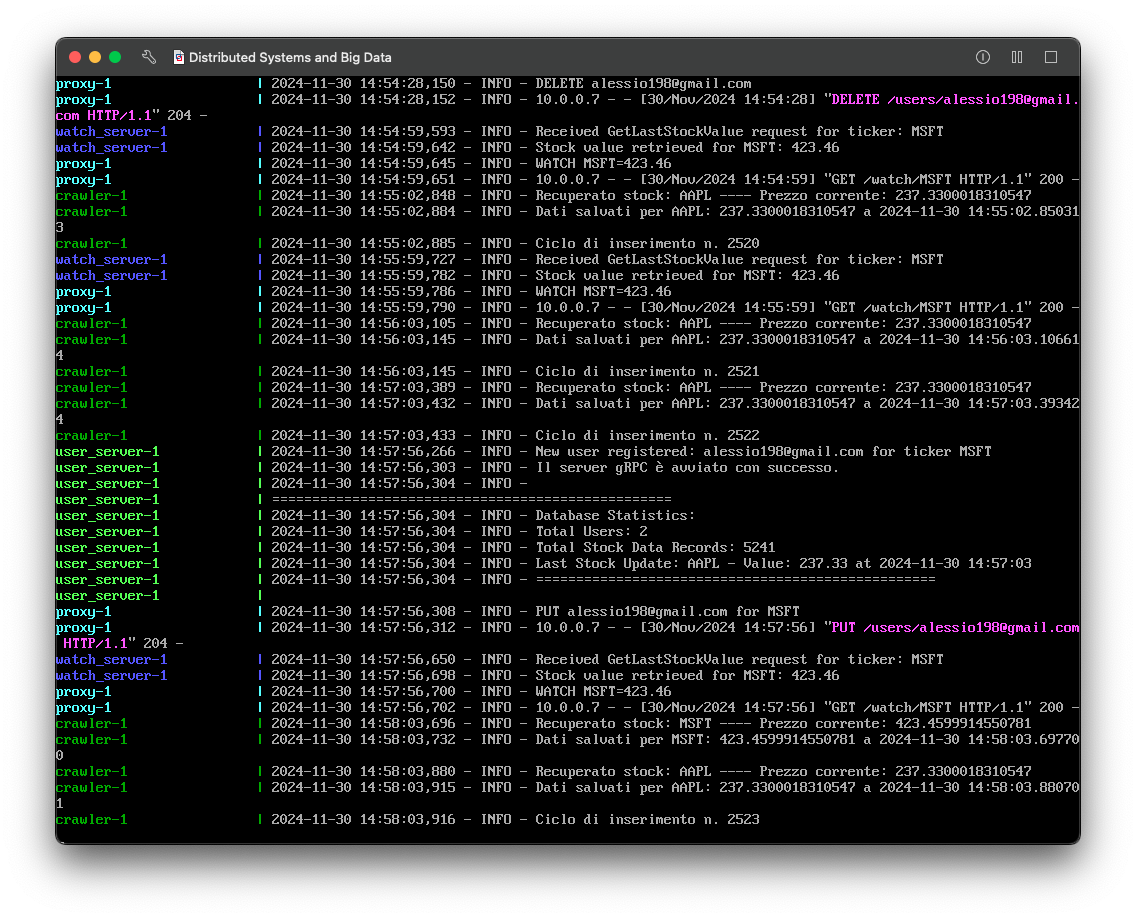 Distributed Systems and Big Data
proxy-1 | 2024-11-30 14:54:28,150 - INFO - DELETE alessio198@gmail.com
proxy-1 | 2024-11-30 14:54:28,152 - INFO - 10.0.0.7 - - [30/Nov/2024 14:54:28] "DELETE /users/alessio198@gmail.
com HTTP/1.1" 204 -
watch_server-1 | 2024-11-30 14:54:59,593 - INFO - Received GetLastStockValue request for ticker: MSFT
watch_server-1 | 2024-11-30 14:54:59,642 - INFO - Stock value retrieved for MSFT: 423.46
proxy-1 | 2024-11-30 14:54:59,645 - INFO - WATCH MSFT=423.46
proxy-1 | 2024-11-30 14:54:59,651 - INFO - 10.0.0.7 - - [30/Nov/2024 14:54:59] "GET /watch/MSFT HTTP/1.1" 200 -
crawler-1 | 2024-11-30 14:55:02,848 - INFO - Recuperato stock: AAPL ---- Prezzo corrente: 237.3300018310547
crawler-1 | 2024-11-30 14:55:02,884 - INFO - Dati salvati per AAPL: 237.3300018310547 a 2024-11-30 14:55:02.85031
3
crawler-1 | 2024-11-30 14:55:02,885 - INFO - Ciclo di inserimento n. 2520
watch_server-1 | 2024-11-30 14:55:59,727 - INFO - Received GetLastStockValue request for ticker: MSFT
watch_server-1 | 2024-11-30 14:55:59,782 - INFO - Stock value retrieved for MSFT: 423.46
proxy-1 | 2024-11-30 14:55:59,786 - INFO - WATCH MSFT=423.46
proxy-1 | 2024-11-30 14:55:59,790 - INFO - 10.0.0.7 - - [30/Nov/2024 14:55:59] "GET /watch/MSFT HTTP/1.1" 200 -
crawler-1 | 2024-11-30 14:56:03,105 - INFO - Recuperato stock: AAPL ---- Prezzo corrente: 237.3300018310547
crawler-1 | 2024-11-30 14:56:03,145 - INFO - Dati salvati per AAPL: 237.3300018310547 a 2024-11-30 14:56:03.10661
4
crawler-1 | 2024-11-30 14:56:03,145 - INFO - Ciclo di inserimento n. 2521
crawler-1 | 2024-11-30 14:57:03,389 - INFO - Recuperato stock: AAPL ---- Prezzo corrente: 237.3300018310547
crawler-1 | 2024-11-30 14:57:03,432 - INFO - Dati salvati per AAPL: 237.3300018310547 a 2024-11-30 14:57:03.39342
4
crawler-1 | 2024-11-30 14:57:03,433 - INFO - Ciclo di inserimento n. 2522
user_server-1 | 2024-11-30 14:57:56,266 - INFO - New user registered: alessio198@gmail.com for ticker MSFT
user_server-1 | 2024-11-30 14:57:56,303 - INFO - Il server gRPC è avviato con successo.
user_server-1 | 2024-11-30 14:57:56,304 - INFO -
user_server-1 | ==================================================
user_server-1 | 2024-11-30 14:57:56,304 - INFO - Database Statistics:
user_server-1 | 2024-11-30 14:57:56,304 - INFO - Total Users: 2
user_server-1 | 2024-11-30 14:57:56,304 - INFO - Total Stock Data Records: 5241
user_server-1 | 2024-11-30 14:57:56,304 - INFO - Last Stock Update: AAPL - Value: 237.33 at 2024-11-30 14:57:03
user_server-1 | 2024-11-30 14:57:56,304 - INFO - ==================================================
user_server-1 |
proxy-1 | 2024-11-30 14:57:56,308 - INFO - PUT alessio198@gmail.com for MSFT
proxy-1 | 2024-11-30 14:57:56,312 - INFO - 10.0.0.7 - - [30/Nov/2024 14:57:56] "PUT /users/alessio198@gmail.com
HTTP/1.1" 204 -
watch_server-1 | 2024-11-30 14:57:56,650 - INFO - Received GetLastStockValue request for ticker: MSFT
watch_server-1 | 2024-11-30 14:57:56,698 - INFO - Stock value retrieved for MSFT: 423.46
proxy-1 | 2024-11-30 14:57:56,700 - INFO - WATCH MSFT=423.46
proxy-1 | 2024-11-30 14:57:56,702 - INFO - 10.0.0.7 - - [30/Nov/2024 14:57:56] "GET /watch/MSFT HTTP/1.1" 200 -
crawler-1 | 2024-11-30 14:58:03,696 - INFO - Recuperato stock: MSFT ---- Prezzo corrente: 423.4599914550781
crawler-1 | 2024-11-30 14:58:03,732 - INFO - Dati salvati per MSFT: 423.4599914550781 a 2024-11-30 14:58:03.69770
0
crawler-1 | 2024-11-30 14:58:03,880 - INFO - Recuperato stock: AAPL ---- Prezzo corrente: 237.3300018310547
crawler-1 | 2024-11-30 14:58:03,915 - INFO - Dati salvati per AAPL: 237.3300018310547 a 2024-11-30 14:58:03.88070
1
crawler-1 | 2024-11-30 14:58:03,916 - INFO - Ciclo di inserimento n. 2523